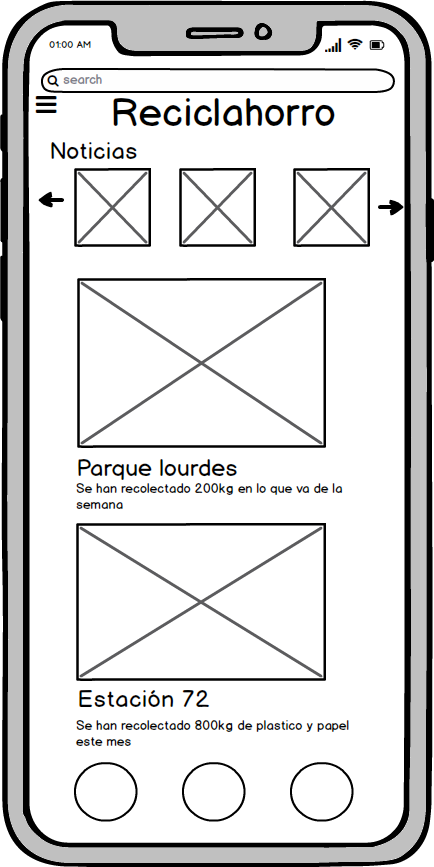 01:00 AM
search
Reciclahorro
Noticias
Parque lourdes
Se han recolectado 200kg en lo que va de la
semana
Estación 72
Se han recolectado 800kg de plastico y papel
este mes